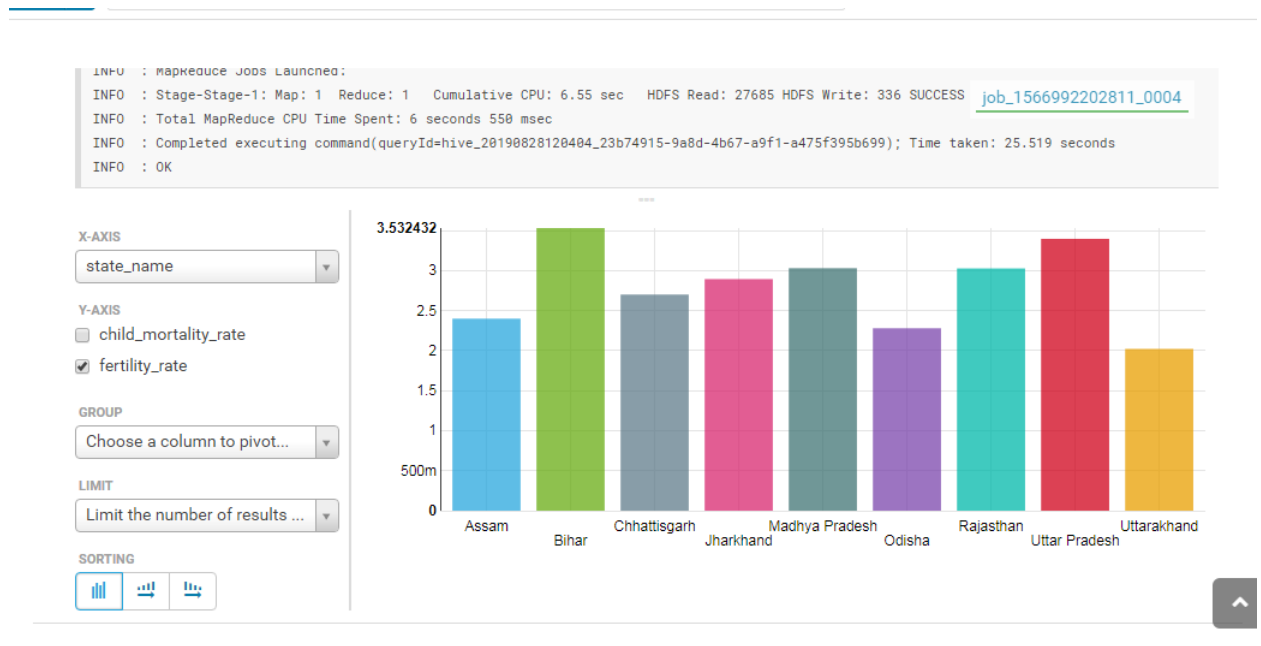 INFO  : MapReduce Jobs Launched:
INFO  : Stage-Stage-1: Map: 1  Reduce: 1   Cumulative CPU: 6.55 sec   HDFS Read: 27685 HDFS Write: 336 SUCCESS job_1566992202811_0004
INFO  : Total MapReduce CPU Time Spent: 6 seconds 550 msec
INFO  : Completed executing command(queryId=hive_20190828120404_23b74915-9a8d-4b67-a9f1-a475f395b699); Time taken: 25.519 seconds
INFO  : OK
X-AXIS
state_name
Y-AXIS
child_mortality_rate
fertility_rate
GROUP
Choose a column to pivot...
LIMIT
Limit the number of results ...
SORTING
3.532432
3
2.5
2
1.5
1
500m
0
Assam
Bihar
Chhattisgarh
Jharkhand
Madhya Pradesh
Odisha
Rajasthan
Uttar Pradesh
Uttarakhand